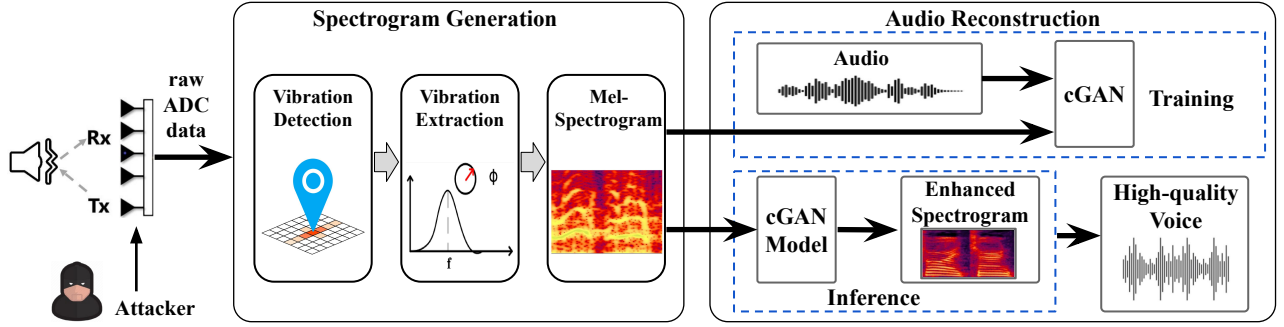 Spectrogram Generation
Audio Reconstruction
raw
ADC
data
Rx
Tx
Attacker
Vibration
Detection
Vibration
Extraction
ϕ
f
Mel-
Spectrogram
Audio
cGAN
Training
cGAN
Model
Enhanced
Spectrogram
Inference
High-quality
Voice